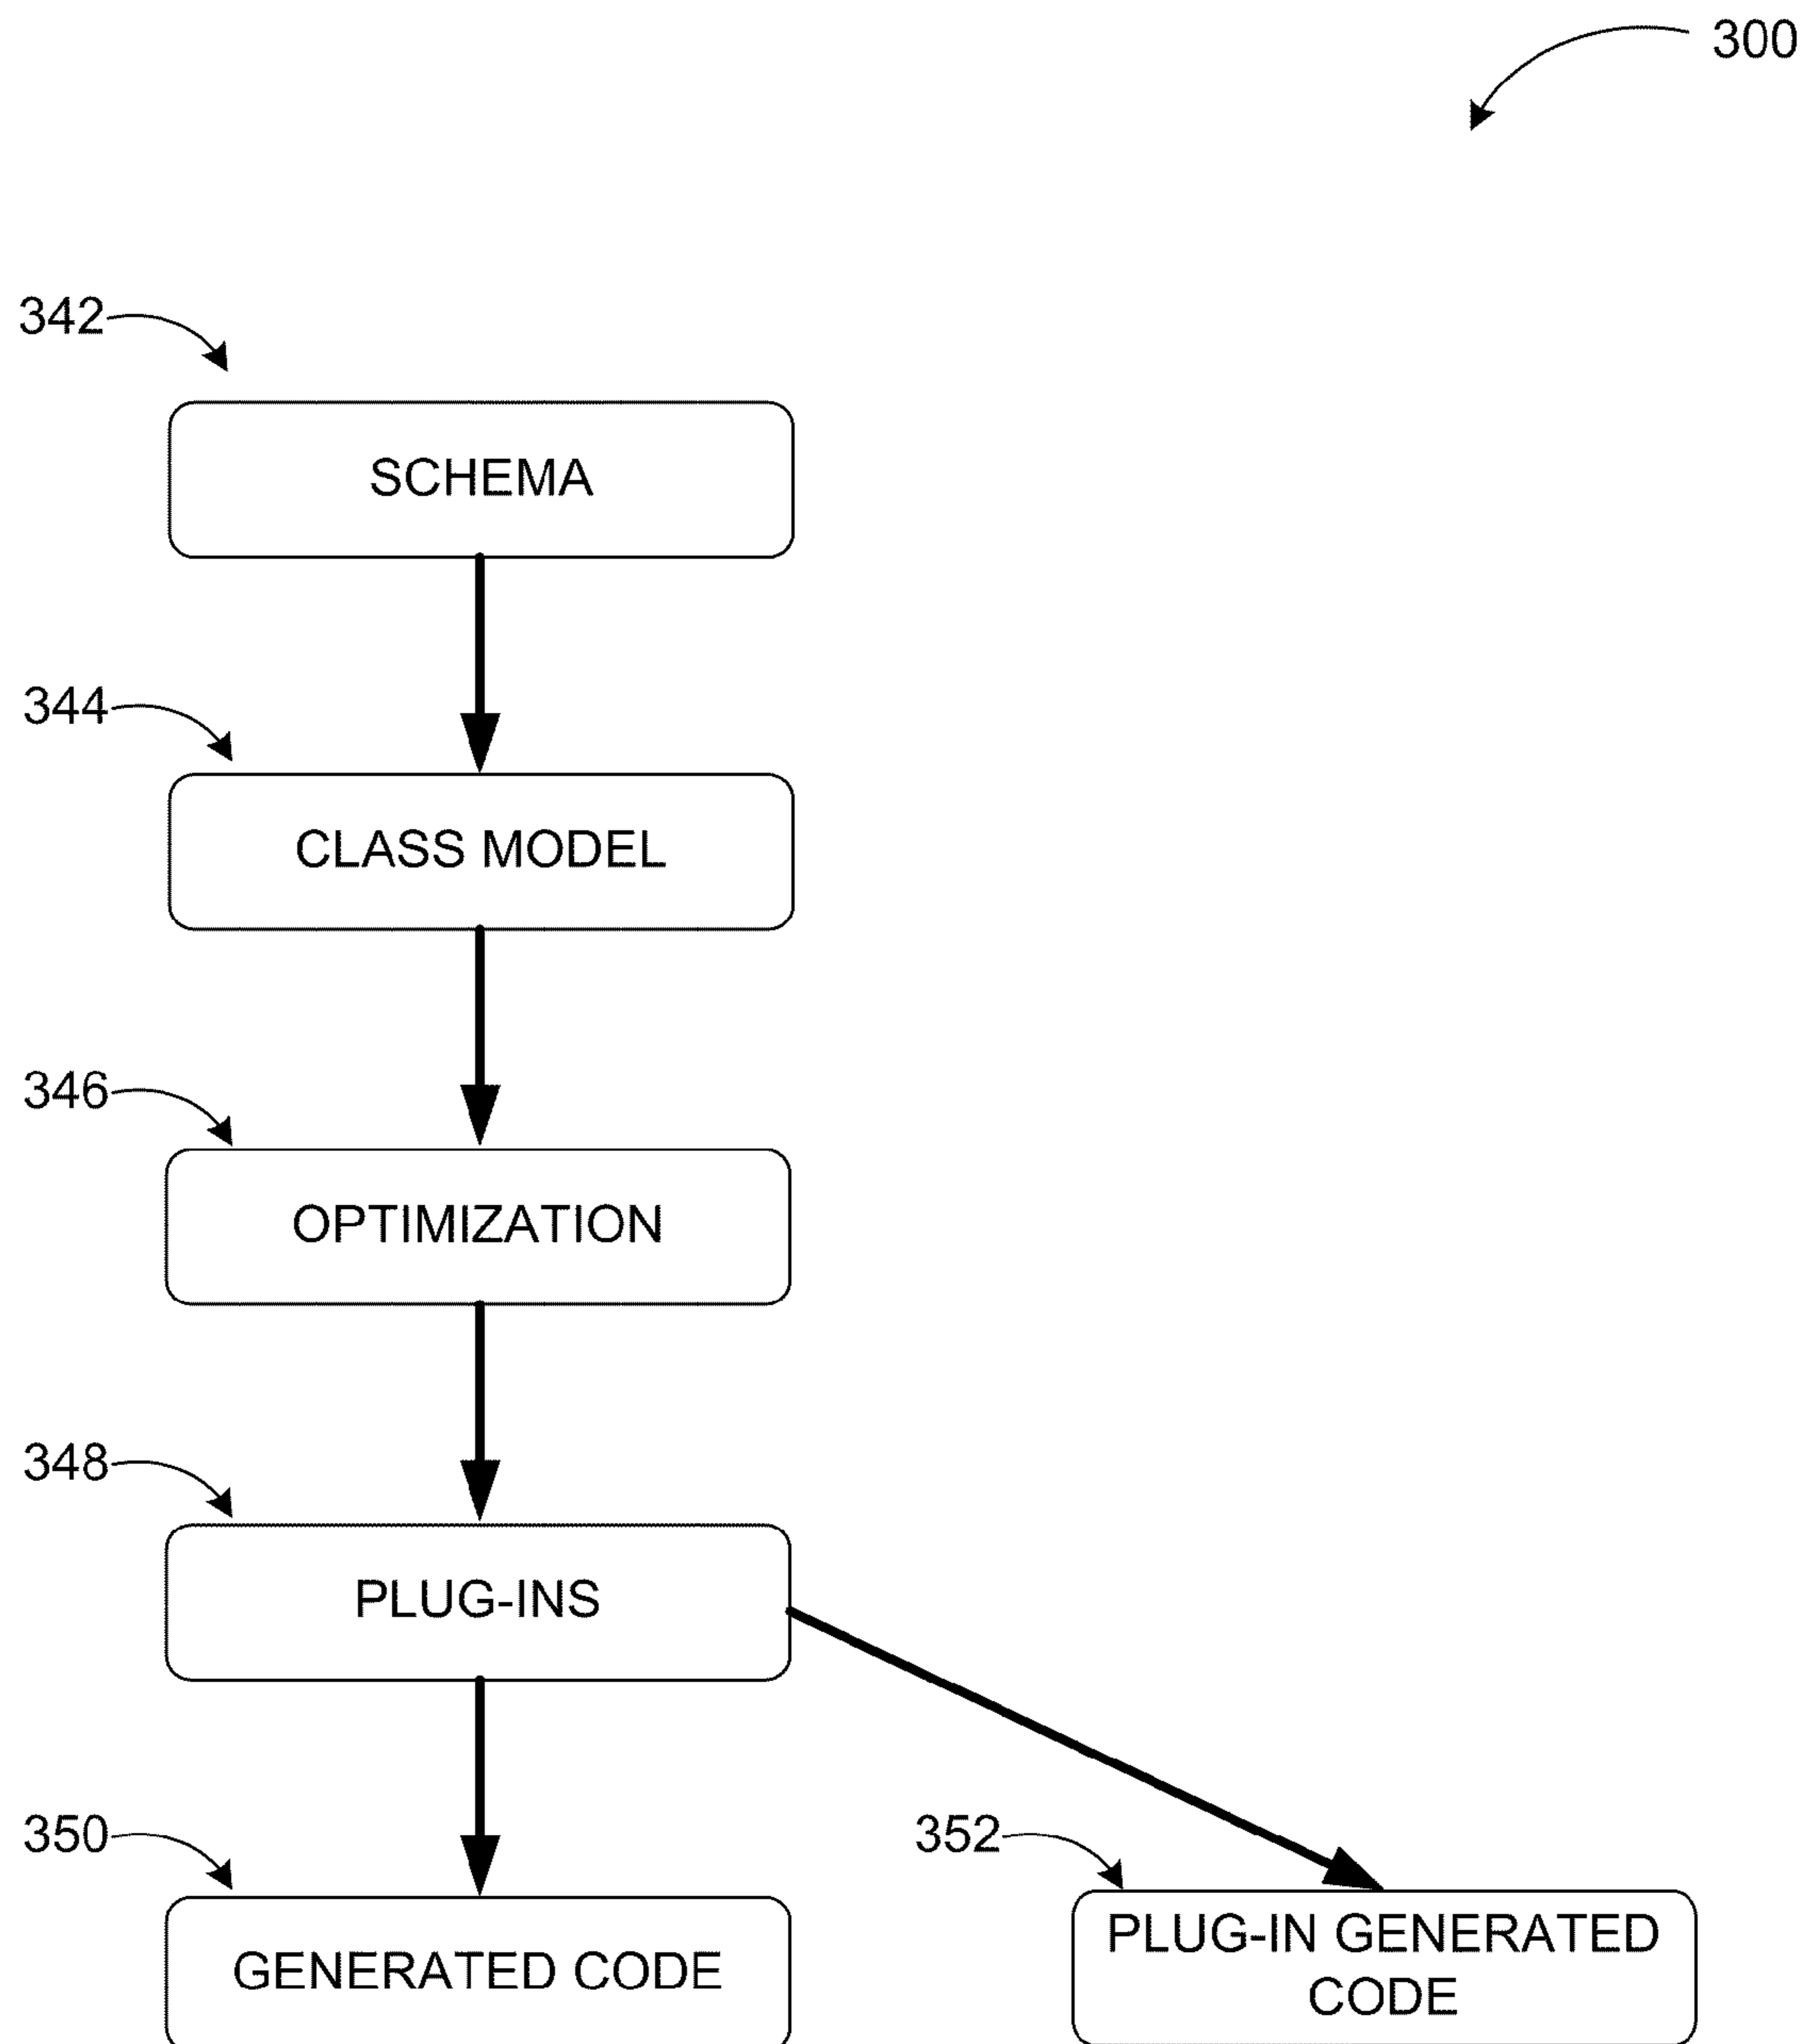 300
342
SCHEMA
344
CLASS MODEL
346
OPTIMIZATION
348
PLUG-INS
350
352
GENERATED CODE
PLUG-IN GENERATED
CODE